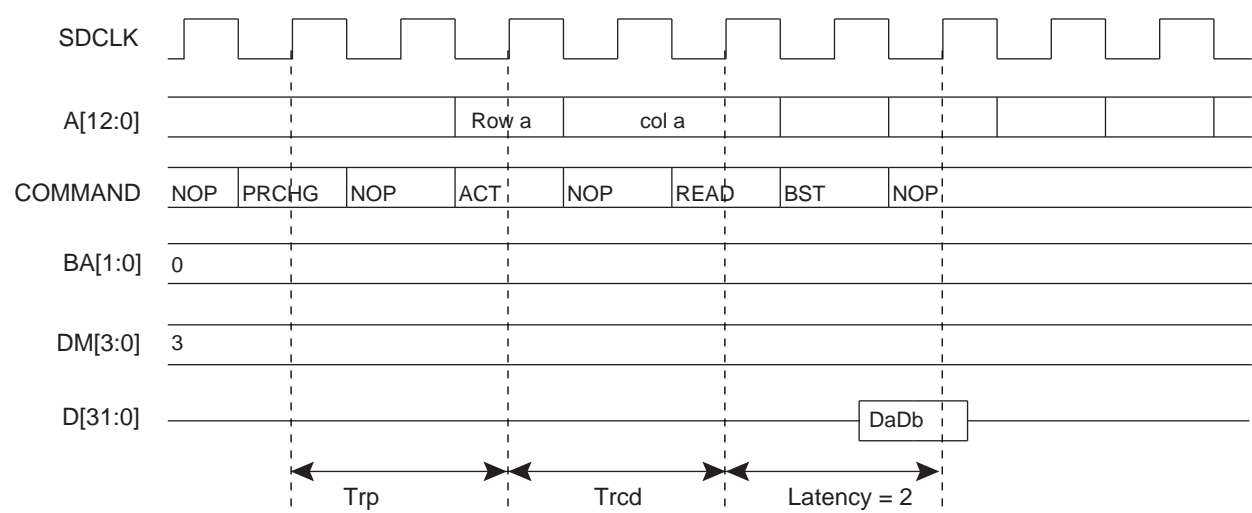 SDCLK
A[12:0] Row a col a
COMMAND NOP PRCHG NOP ACT NOP READ BST NOP
BA[1:0] 0
DM[3:0] 3
D[31:0] DaDb
Trp Trcd Latency = 2